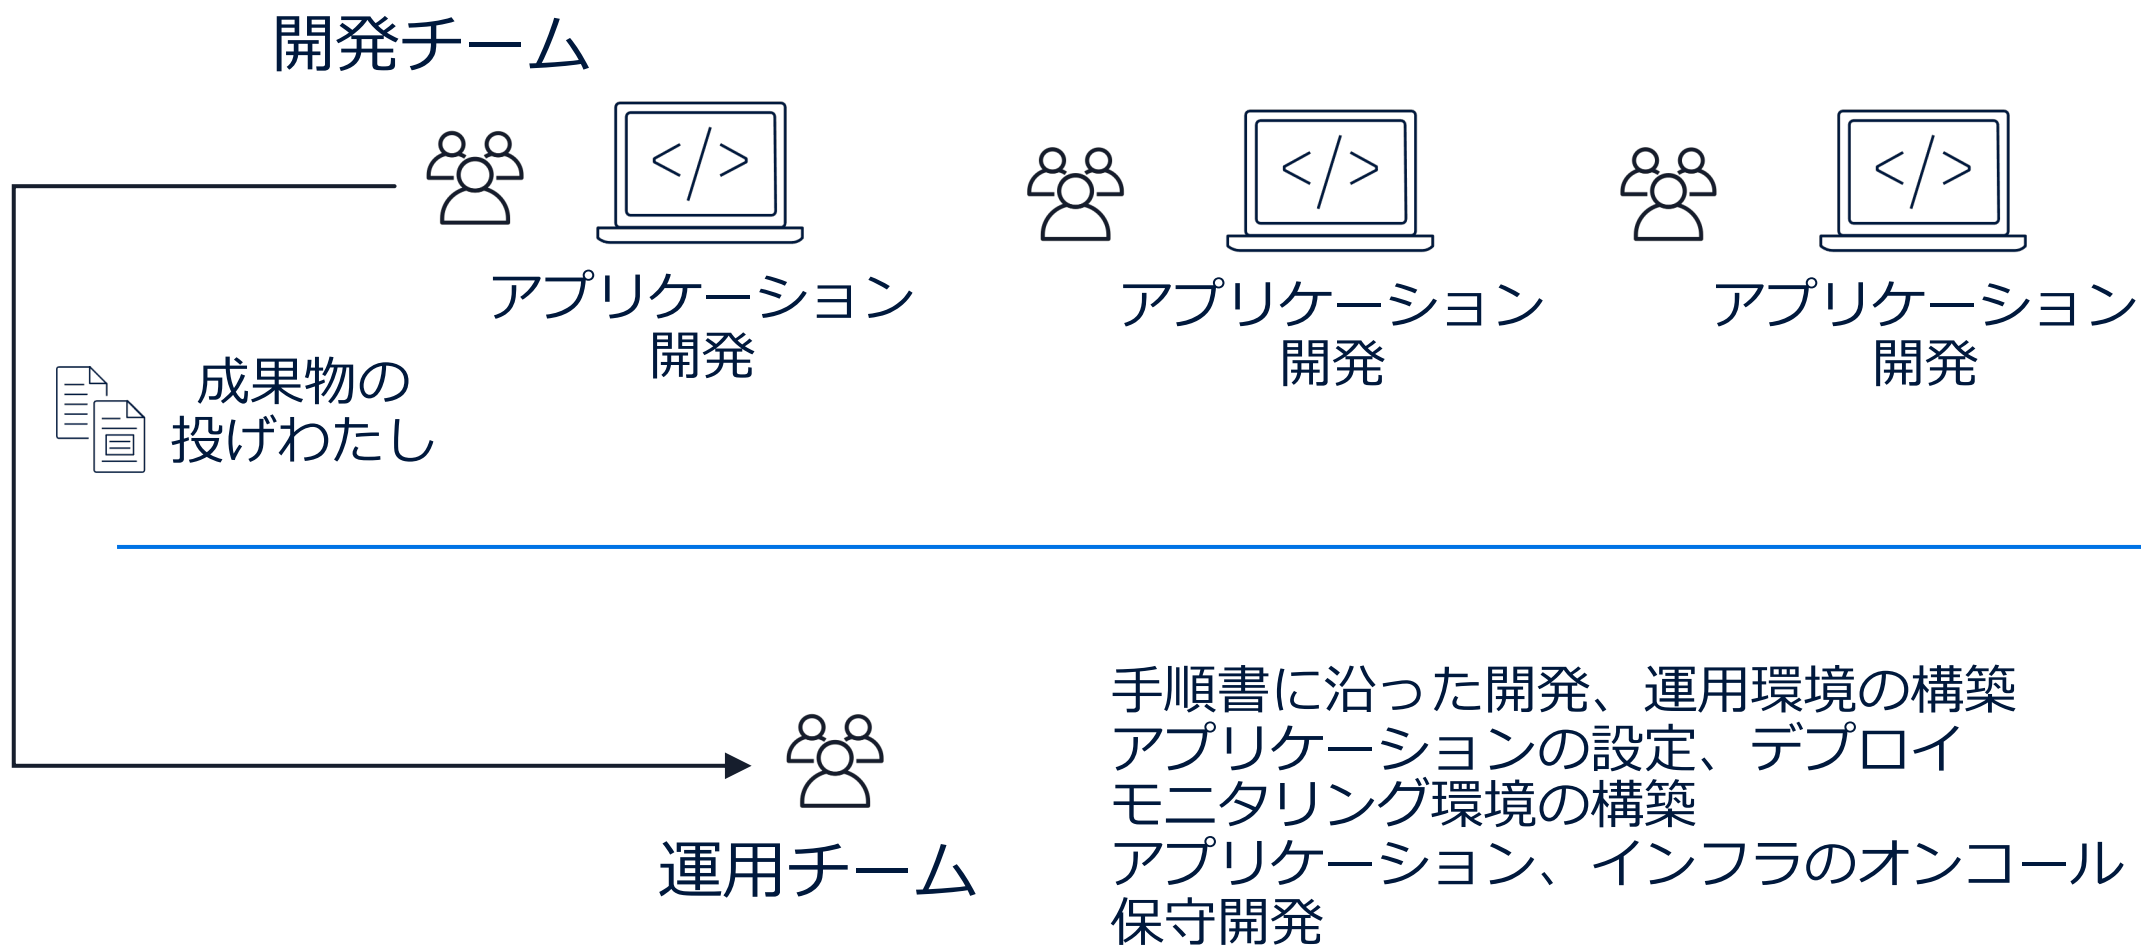 開発チーム
</>
</>
</>
アプリケーション
開発
アプリケーション
開発
アプリケーション
開発
成果物の
投げわたし
運用チーム
手順書に沿った開発、運用環境の構築
アプリケーションの設定、デプロイ
モニタリング環境の構築
アプリケーション、インフラのオンコール
保守開発